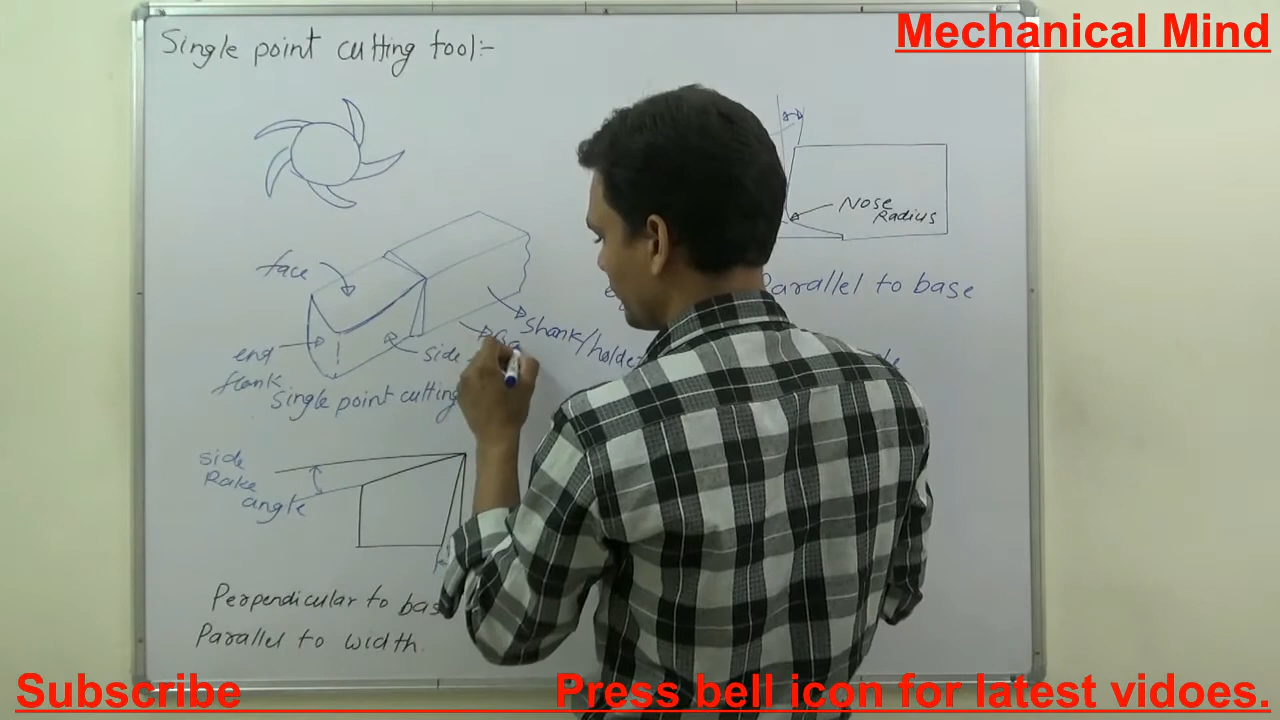 Mechanical Mind
Single point cutting tool:-
Nose
Radius
face
Parallel to base
Shank/holde
end
flank
side
Single point cutting
side
Rake
angle
Perpendicular to bas
Parallel to width.
Subscribe
Press bell icon for latest vidoes.